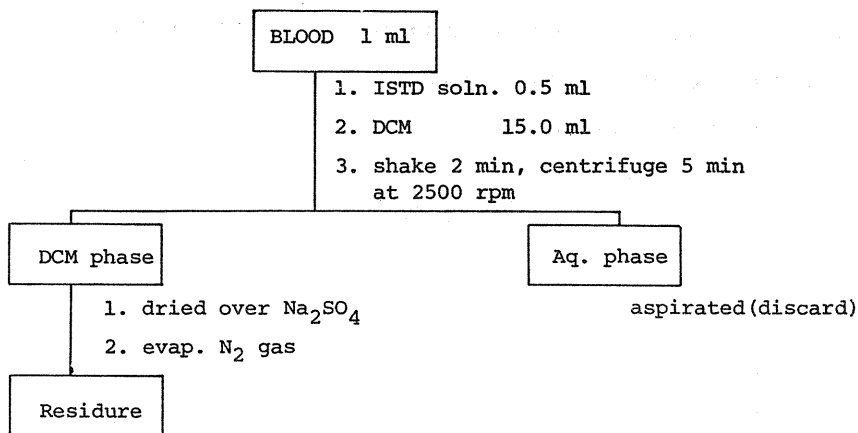 BLOOD 1 ml
1. ISTD soln. 0.5 ml
2. DCM 15.0 ml
3. shake 2 min, centrifuge 5 min
at 2500 rpm
DCM phase
Aq. phase
1. dried over Na₂SO₄
aspirated(discard)
2. evap. N₂ gas
Residure